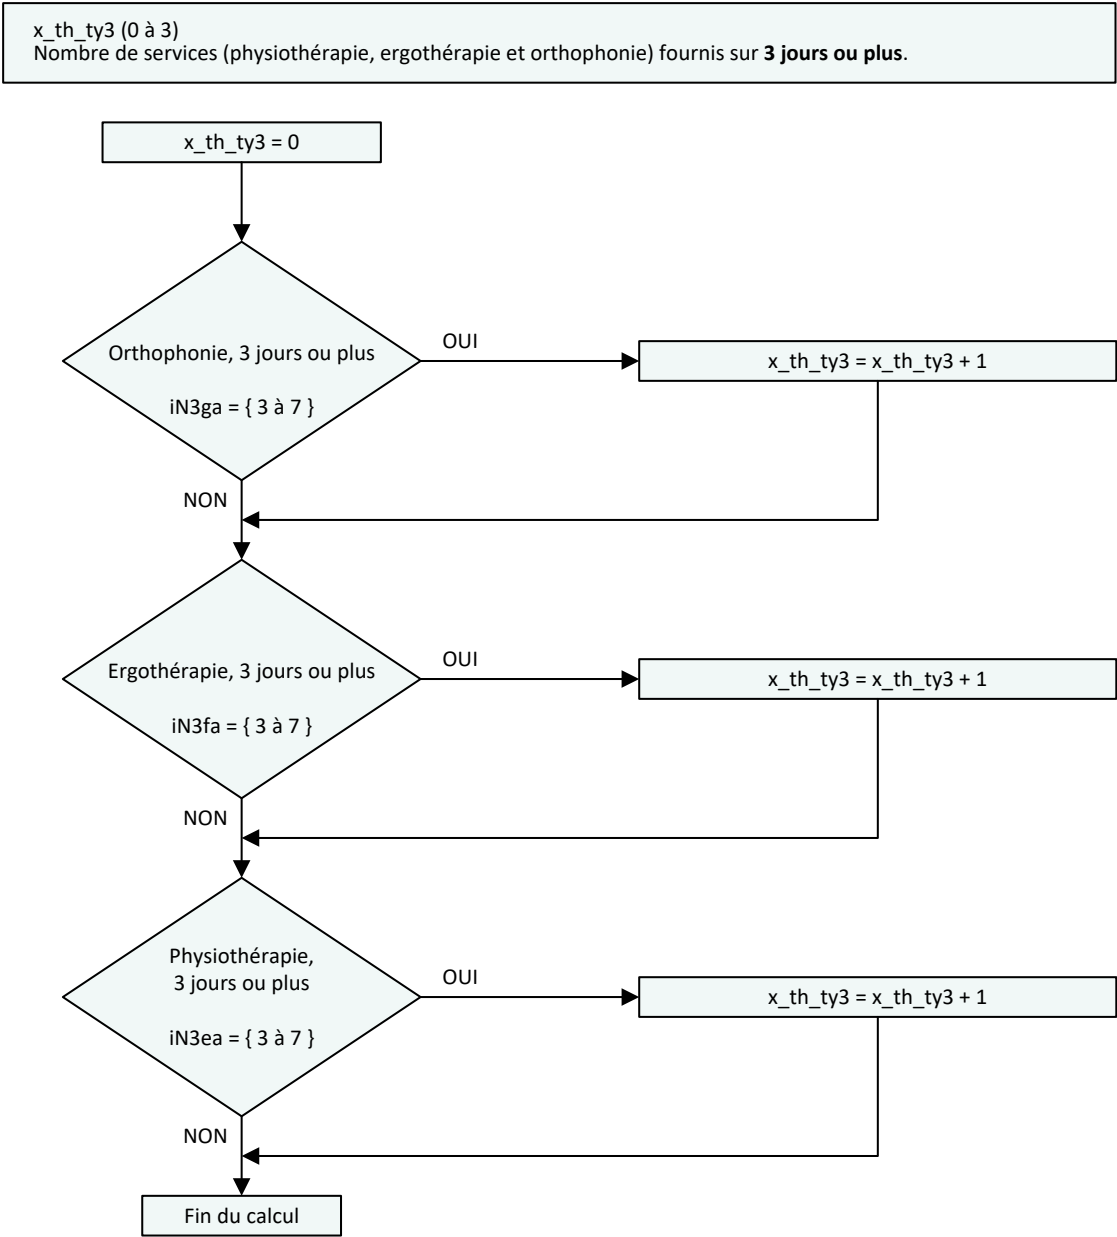 x_th_ty3 (0 à 3)
Nombre de services (physiothérapie, ergothérapie et orthophonie) fournis sur 3 jours ou plus.
x_th_ty3 = 0
Orthophonie, 3 jours ou plus
iN3ga = { 3 à 7 }
OUI
x_th_ty3 = x_th_ty3 + 1
NON
Ergothérapie, 3 jours ou plus
iN3fa = { 3 à 7 }
OUI
x_th_ty3 = x_th_ty3 + 1
NON
Physiothérapie,
3 jours ou plus
iN3ea = { 3 à 7 }
OUI
x_th_ty3 = x_th_ty3 + 1
NON
Fin du calcul